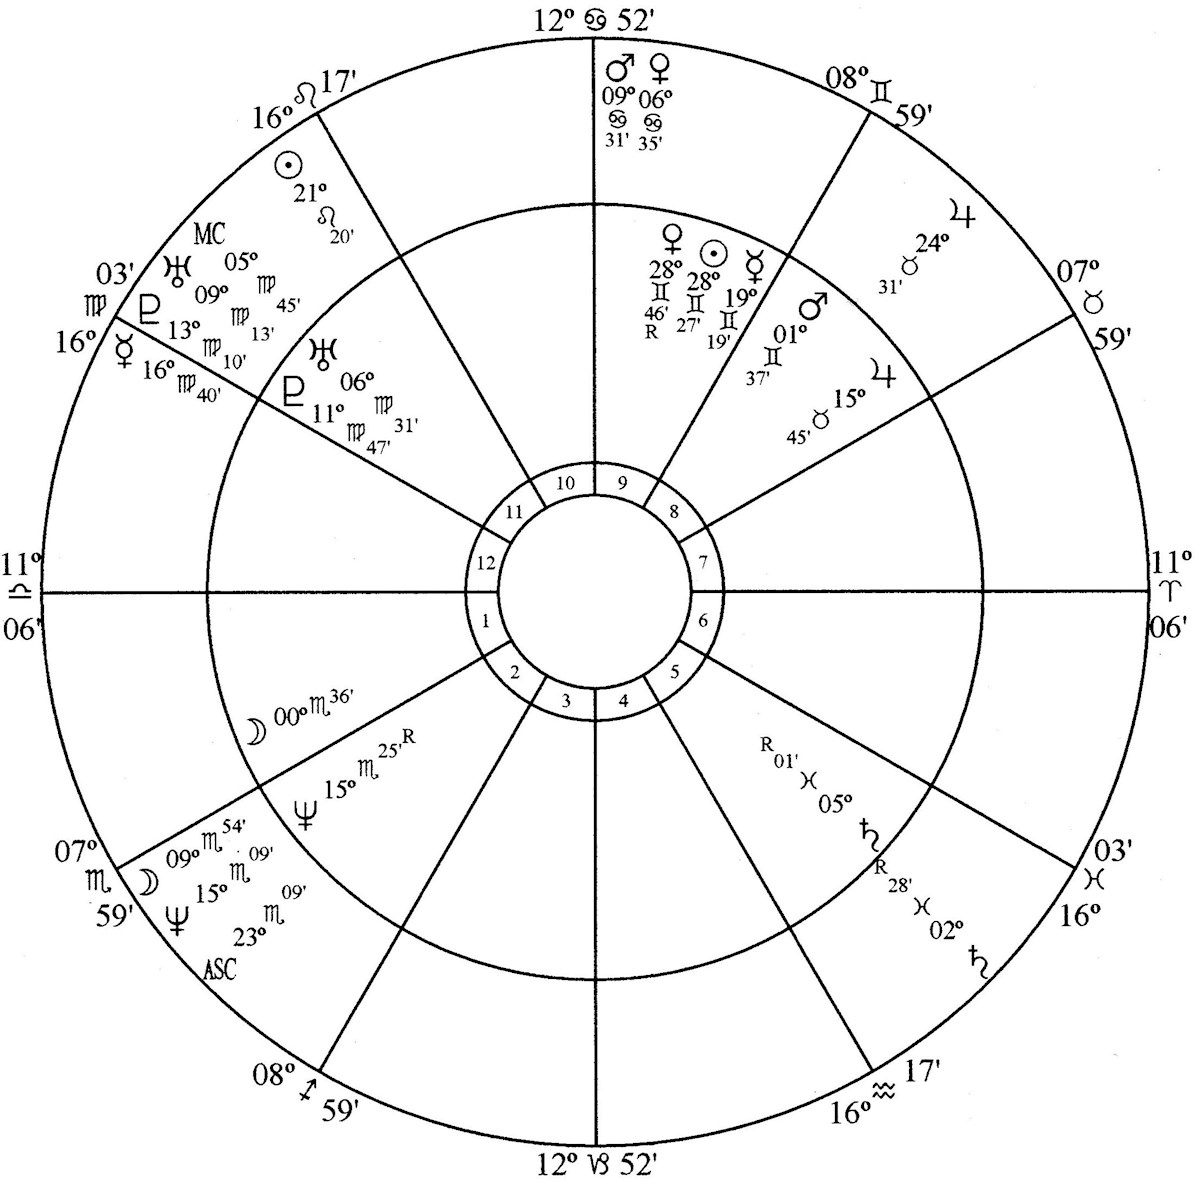 12° ♋ 52'
♂ ♀
09° 06°
♋ ♋
31' 35'
08° ♊ 59'
16° ♌ 17'
☉ 21° ♌ 20'
♃ 24° ♉ 31'
07° ♉ 59'
MC 05° ♍ 45'
♅ 09° ♍ 13'
♇ 13° ♍ 10'
03' ♍ 16°
☿ 16° ♍ 40'
♀ 28° ♊ 46' R
☉ 28° ♊ 27'
☿ 19° ♊ 19'
♂ 01° ♊ 37'
♃ 15° ♉ 45'
♅ 06° ♍ 31'
♇ 11° ♍ 47'
10 9
11 8
12 7
1 6
2 5
3 4
11° ♎ 06'
11° ♈ 06'
☽ 00° ♏ 36'
♆ 15° ♏ 25' R
R 01' ♓ 05° ♄
07° ♏ 59'
☽ 09° ♏ 54'
♆ 15° ♏ 09'
ASC 23° ♏ 09'
R 28' ♓ 02° ♄
03' ♓ 16°
08° ♐ 59'
17' ♒ 16°
12° ♑ 52'